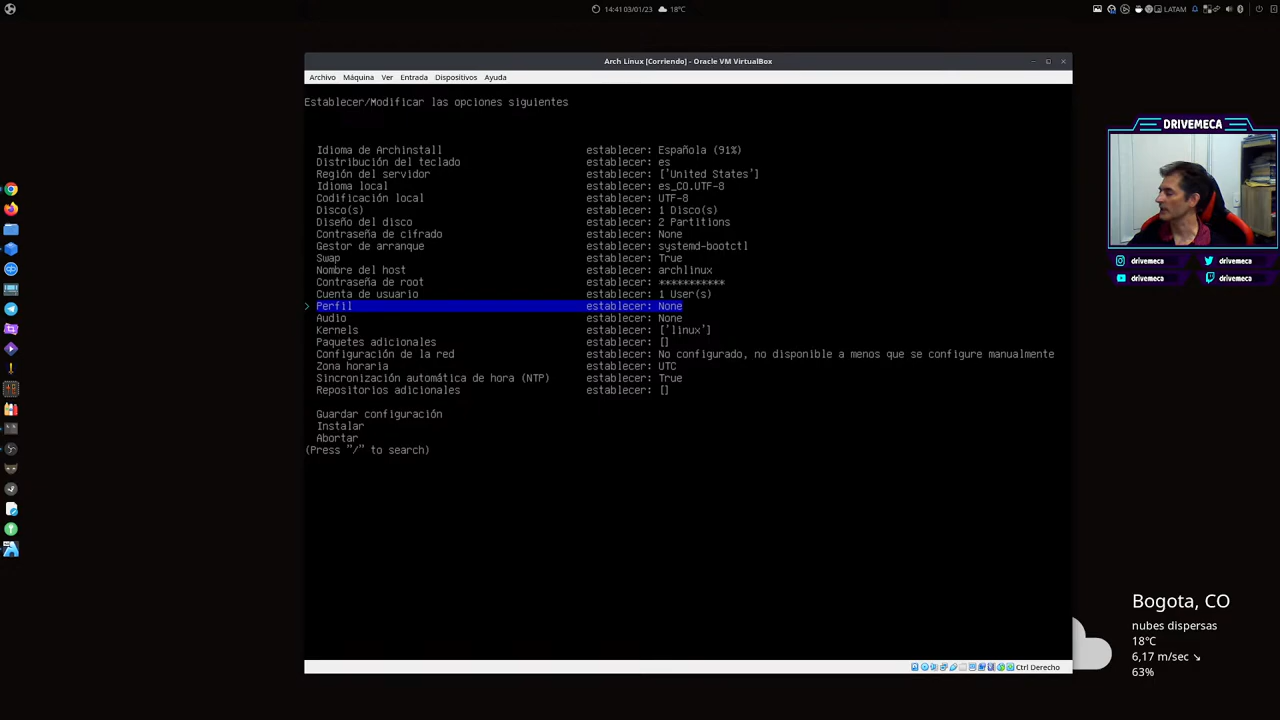 14:41 03/01/23
18°C
LATAM
Arch Linux [Corriendo] - Oracle VM VirtualBox
Archivo Máquina Ver Entrada Dispositivos Ayuda
Establecer/Modificar las opciones siguientes
Idioma de Archinstall establecer: Española (91%)
Distribución del teclado establecer: es
Región del servidor establecer: ['United States']
Idioma local establecer: es_CO.UTF-8
Codificación local establecer: UTF-8
Disco(s) establecer: 1 Disco(s)
Diseño del disco establecer: 2 Partitions
Contraseña de cifrado establecer: None
Gestor de arranque establecer: systemd-bootctl
Swap establecer: True
Nombre del host establecer: archlinux
Contraseña de root establecer: ***********
Cuenta de usuario establecer: 1 User(s)
> Perfil establecer: None
Audio establecer: None
Kernels establecer: ['linux']
Paquetes adicionales establecer: []
Configuración de la red establecer: No configurado, no disponible a menos que se configure manualmente
Zona horaria establecer: UTC
Sincronización automática de hora (NTP) establecer: True
Repositorios adicionales establecer: []
Guardar configuración
Instalar
Abortar
(Press "/" to search)
Ctrl Derecho
DRIVEMECA
drivemeca drivemeca
drivemeca drivemeca
Bogota, CO
nubes dispersas
18°C
6,17 m/sec ↘
63%